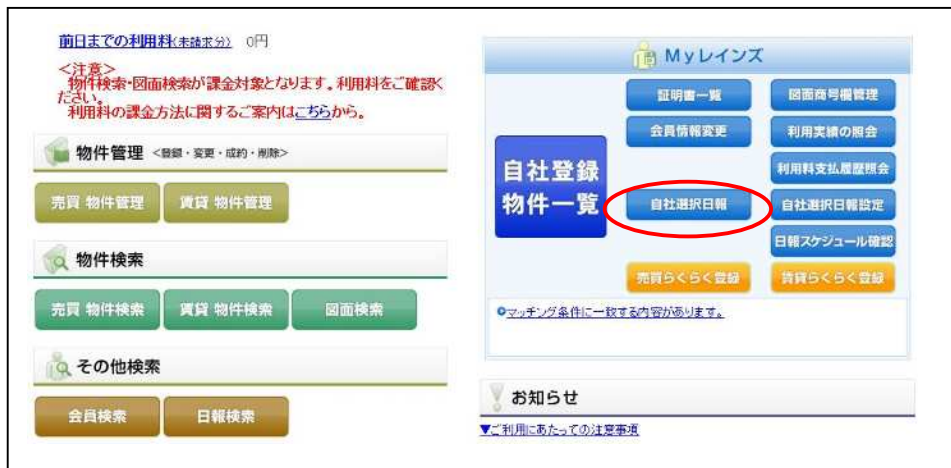 前日までの利用料(未請求分) 0円
<注意>
物件検索・図面検索が課金対象となります。利用料をご確認く
ださい。
利用料の課金方法に関するご案内はこちらから。
物件管理 <登録・変更・成約・削除>
売買 物件管理
賃貸 物件管理
物件検索
売買 物件検索
賃貸 物件検索
図面検索
その他検索
会員検索
日報検索
Myレインズ
自社登録
物件一覧
証明書一覧
図面商号欄管理
会員情報変更
利用実績の照会
利用料支払履歴照会
自社選択日報
自社選択日報設定
日報スケジュール確認
売買らくらく登録
賃貸らくらく登録
マッチング条件に一致する内容があります。
お知らせ
▼ご利用にあたっての注意事項